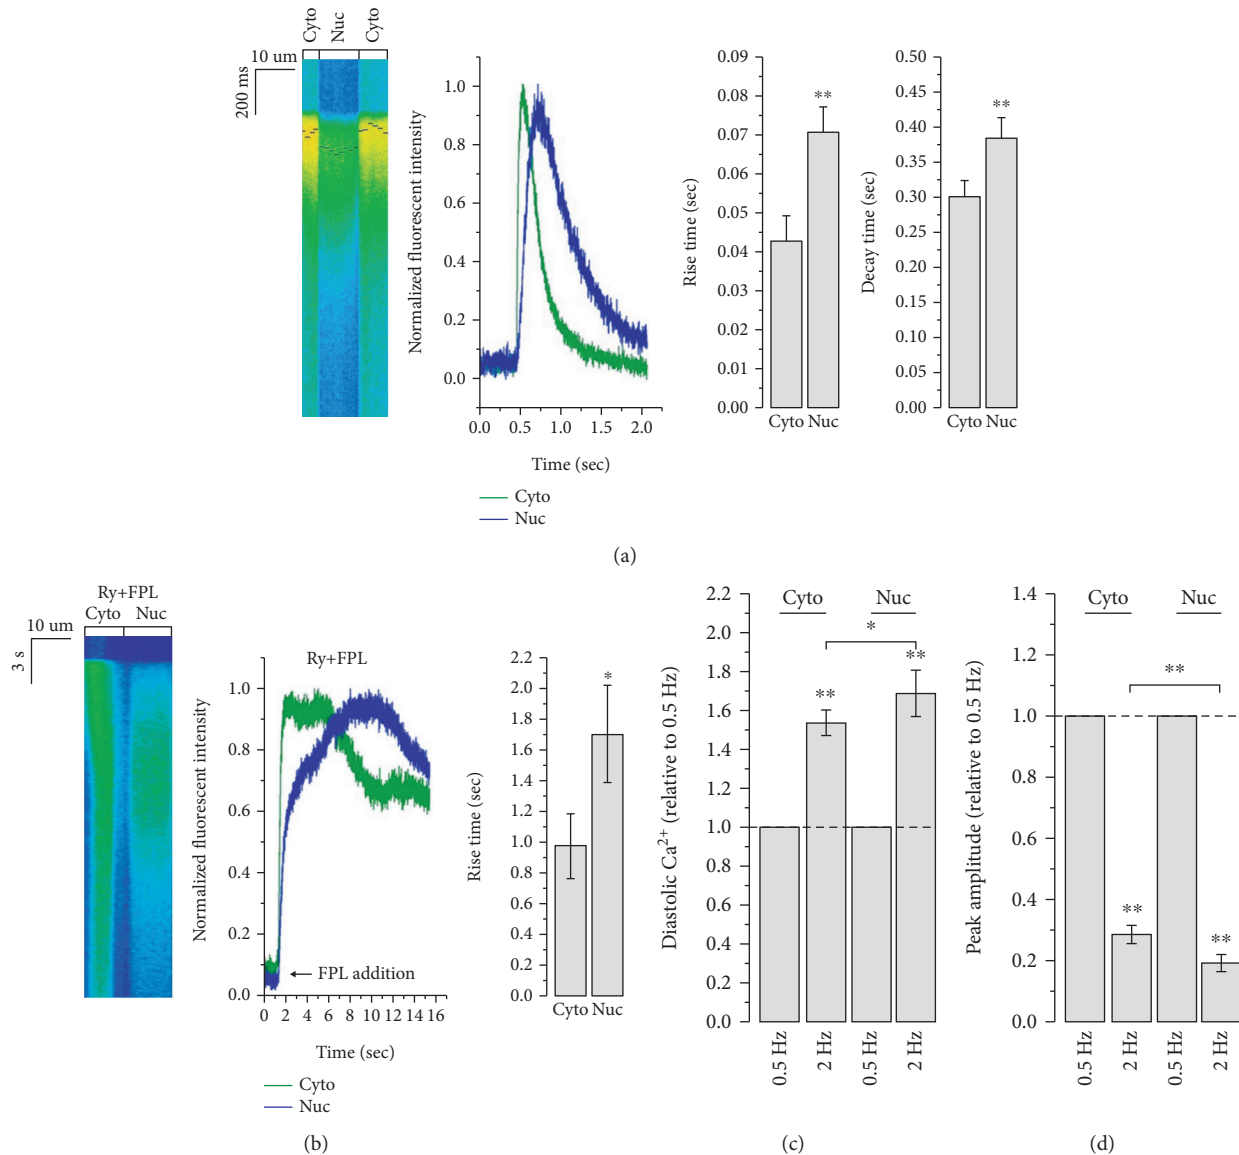 Cyto Nuc Cyto
10 um
200 ms
Normalized fluorescent intensity
1.0
0.8
0.6
0.4
0.2
0.0
0.0 0.5 1.0 1.5 2.0
Time (sec)
Cyto
Nuc
Rise time (sec)
0.09
0.08
0.07
0.06
0.05
0.04
0.03
0.02
0.01
0.00
**
Cyto Nuc
Decay time (sec)
0.50
0.45
0.40
0.35
0.30
0.25
0.20
0.15
0.10
0.05
0.00
**
Cyto Nuc
(a)
Ry+FPL
Cyto Nuc
10 um
3 s
Normalized fluorescent intensity
Ry+FPL
1.0
0.8
0.6
0.4
0.2
0.0
FPL addition
0 2 4 6 8 10 12 14 16
Time (sec)
Cyto
Nuc
Rise time (sec)
2.2
2.0
1.8
1.6
1.4
1.2
1.0
0.8
0.6
0.4
0.2
0.0
*
Cyto Nuc
(b)
Diastolic Ca2+ (relative to 0.5 Hz)
2.2
2.0
1.8
1.6
1.4
1.2
1.0
0.8
0.6
0.4
0.2
0.0
Cyto Nuc
*
** **
0.5 Hz 2 Hz 0.5 Hz 2 Hz
(c)
Peak amplitude (relative to 0.5 Hz)
1.4
1.2
1.0
0.8
0.6
0.4
0.2
0.0
Cyto Nuc
**
** **
0.5 Hz 2 Hz 0.5 Hz 2 Hz
(d)